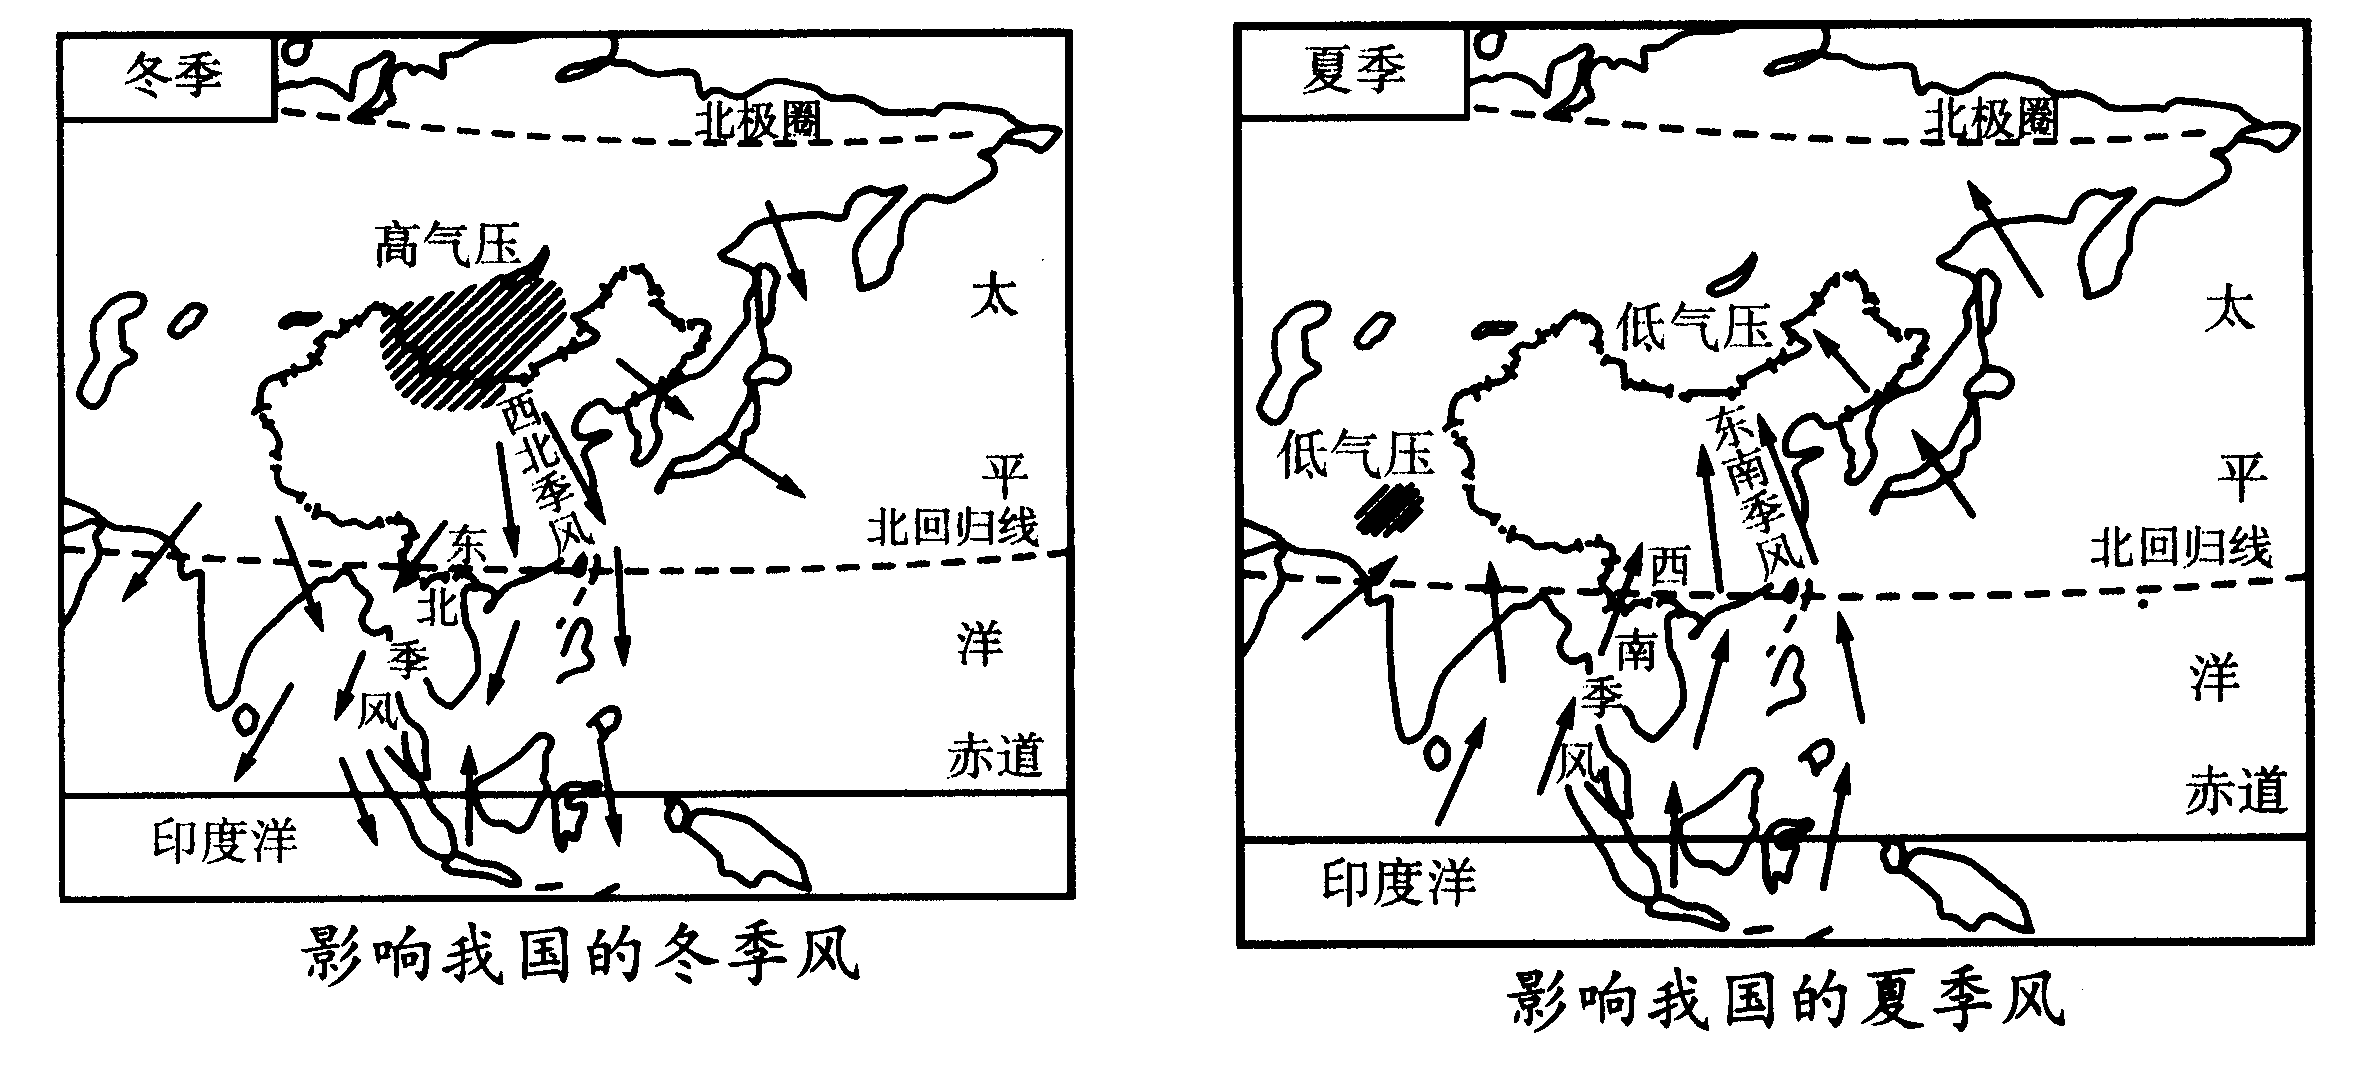 冬季
北极圈
高气压
太
西北季风
平
北回归线
东北季风
洋
赤道
印度洋
影响我国的冬季风
夏季
北极圈
低气压
太
东南季风
低气压
平
北回归线
西南季风
洋
赤道
印度洋
影响我国的夏季风